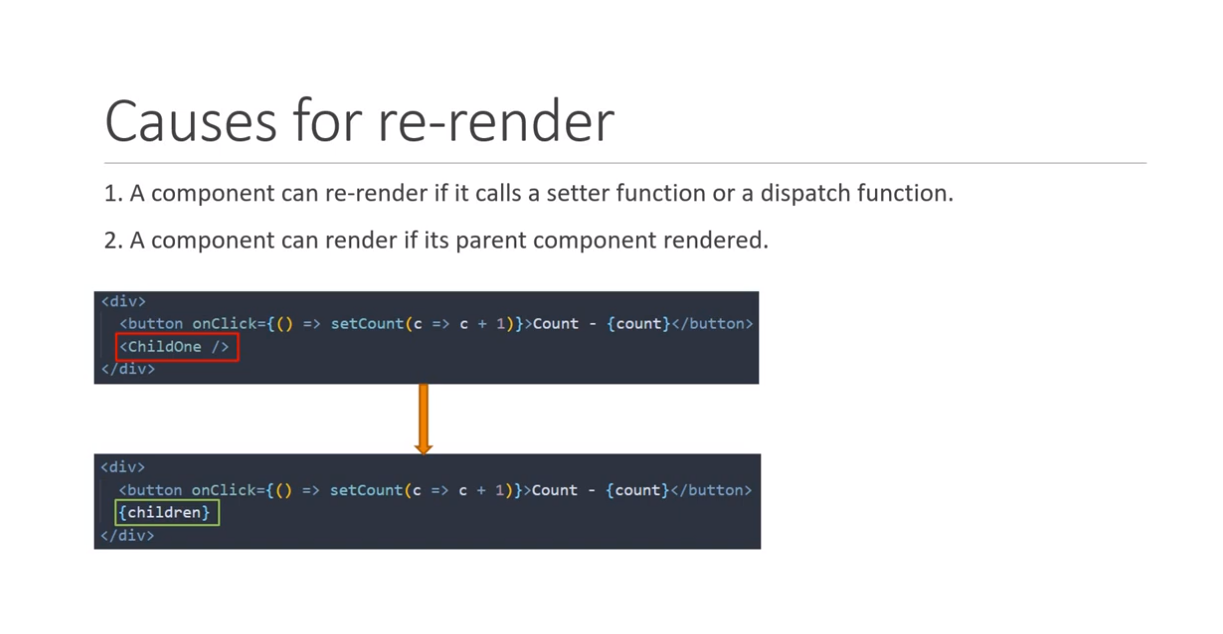 Causes for re-render
1. A component can re-render if it calls a setter function or a dispatch function.
2. A component can render if its parent component rendered.
<div>
<button onClick={() => setCount(c => c + 1)}>Count - {count}</button>
<ChildOne />
</div>
<div>
<button onClick={() => setCount(c => c + 1)}>Count - {count}</button>
{children}
</div>